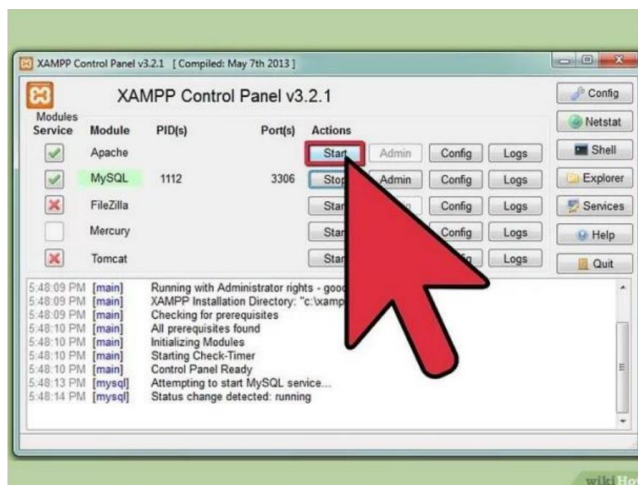 XAMPP Control Panel v3.2.1 [ Compiled: May 7th 2013 ]
XAMPP Control Panel v3.2.1
Modules
Service Module PID(s) Port(s) Actions
Apache Start Admin Config Logs
MySQL 1112 3306 Stop Admin Config Logs
FileZilla Config Logs
Mercury Config Logs
Tomcat Logs
Config
Netstat
Shell
Explorer
Services
Help
Quit
5:48:09 PM [main] Running with Administrator rights -
5:48:09 PM [main] XAMPP Installation Directory:
5:48:09 PM [main] Checking for prerequisites
5:48:10 PM [main] All prerequisites found
5:48:10 PM [main] Initializing Modules
5:48:10 PM [main] Starting Check-Timer
5:48:10 PM [main] Control Panel Ready
5:48:13 PM [mysql] Attempting to start MySQL service...
5:48:14 PM [mysql] Status change detected: running